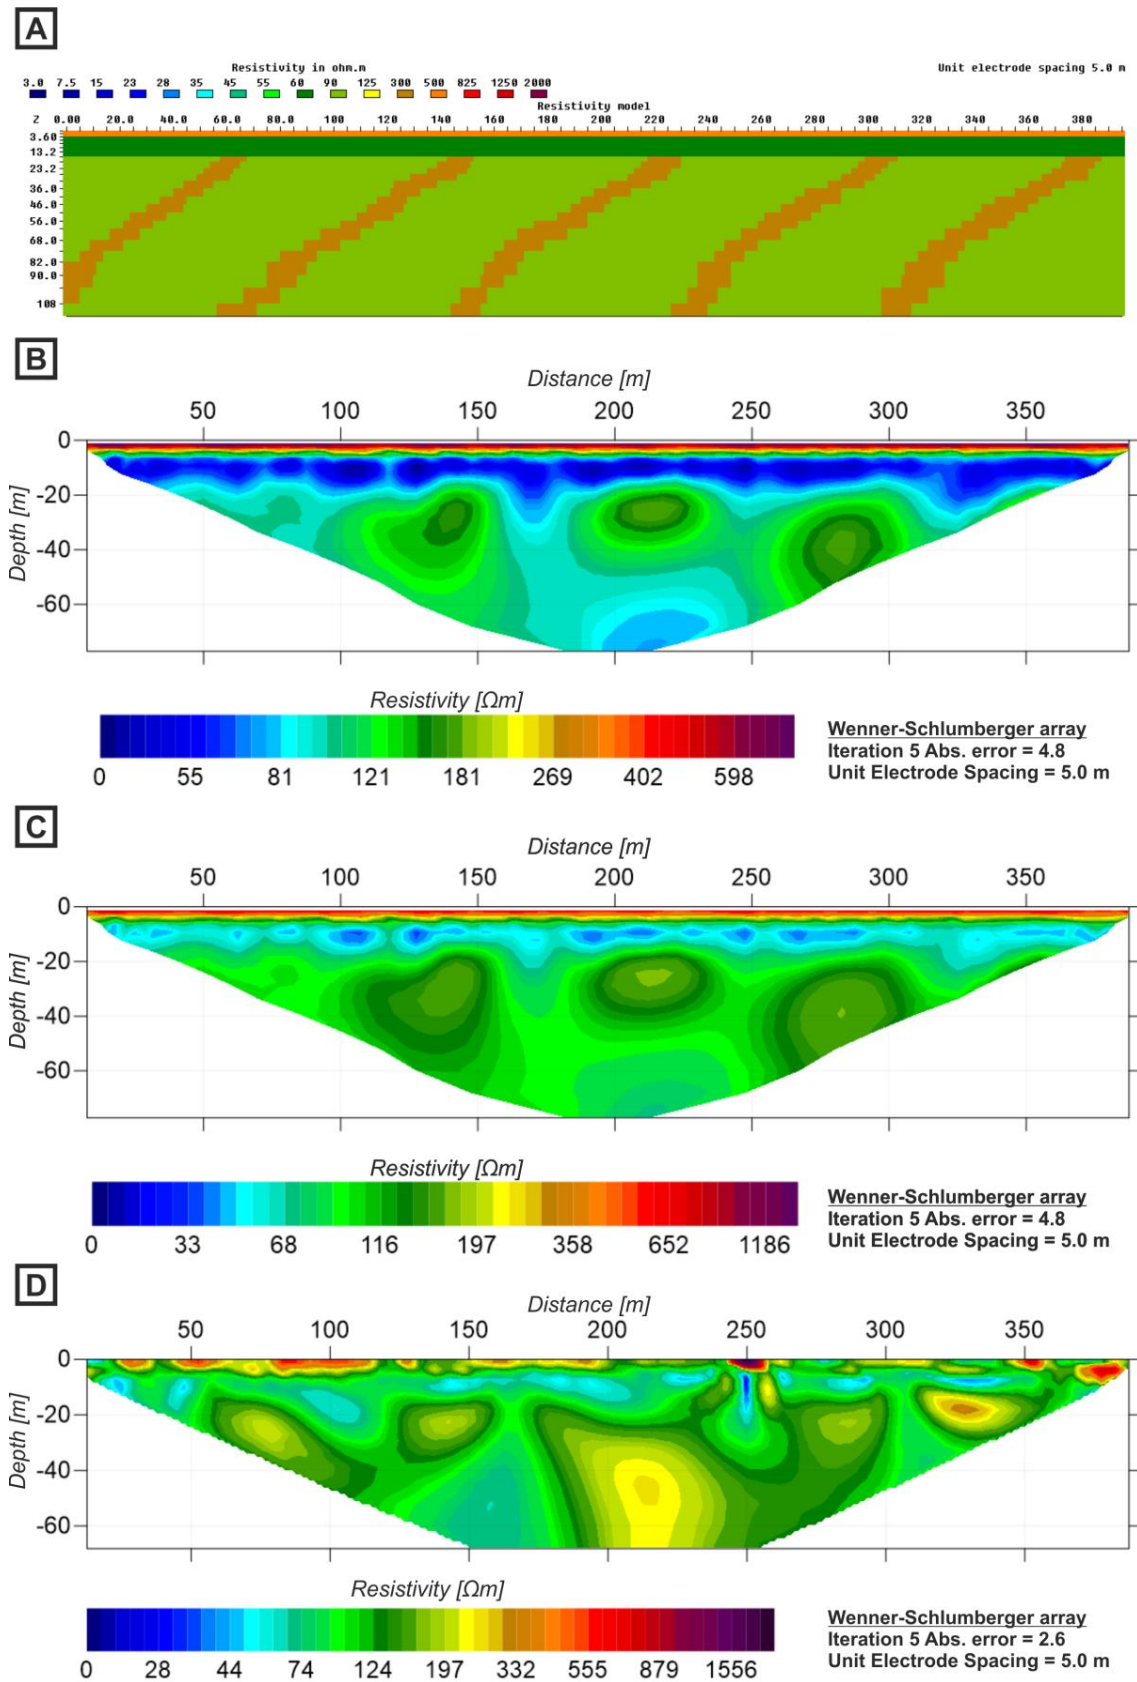 A
Resistivity in ohm.m
Unit electrode spacing 5.0 m
3.0 7.5 15 23 28 35 45 55 60 90 125 300 500 825 1250 2000
Resistivity model
Z 0.00 20.0 40.0 60.0 80.0 100 120 140 160 180 200 220 240 260 280 300 320 340 360 380
3.60
13.2
23.2
36.0
46.0
56.0
68.0
82.0
90.0
108
B
Distance [m]
50 100 150 200 250 300 350
0
-20
-40
-60
Depth [m]
Resistivity [Ωm]
0 55 81 121 181 269 402 598
Wenner-Schlumberger array
Iteration 5 Abs. error = 4.8
Unit Electrode Spacing = 5.0 m
C
Distance [m]
50 100 150 200 250 300 350
0
-20
-40
-60
Depth [m]
Resistivity [Ωm]
0 33 68 116 197 358 652 1186
Wenner-Schlumberger array
Iteration 5 Abs. error = 4.8
Unit Electrode Spacing = 5.0 m
D
Distance [m]
50 100 150 200 250 300 350
0
-20
-40
-60
Depth [m]
Resistivity [Ωm]
0 28 44 74 124 197 332 555 879 1556
Wenner-Schlumberger array
Iteration 5 Abs. error = 2.6
Unit Electrode Spacing = 5.0 m